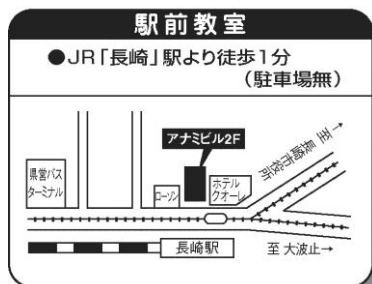 駅前教室
●JR「長崎」駅より徒歩1分
（駐車場無）
至長崎市役所→
アナミビル2F
県営バス
ターミナル
ローソン
ホテル
クオーレ
長崎駅
至 大波止→